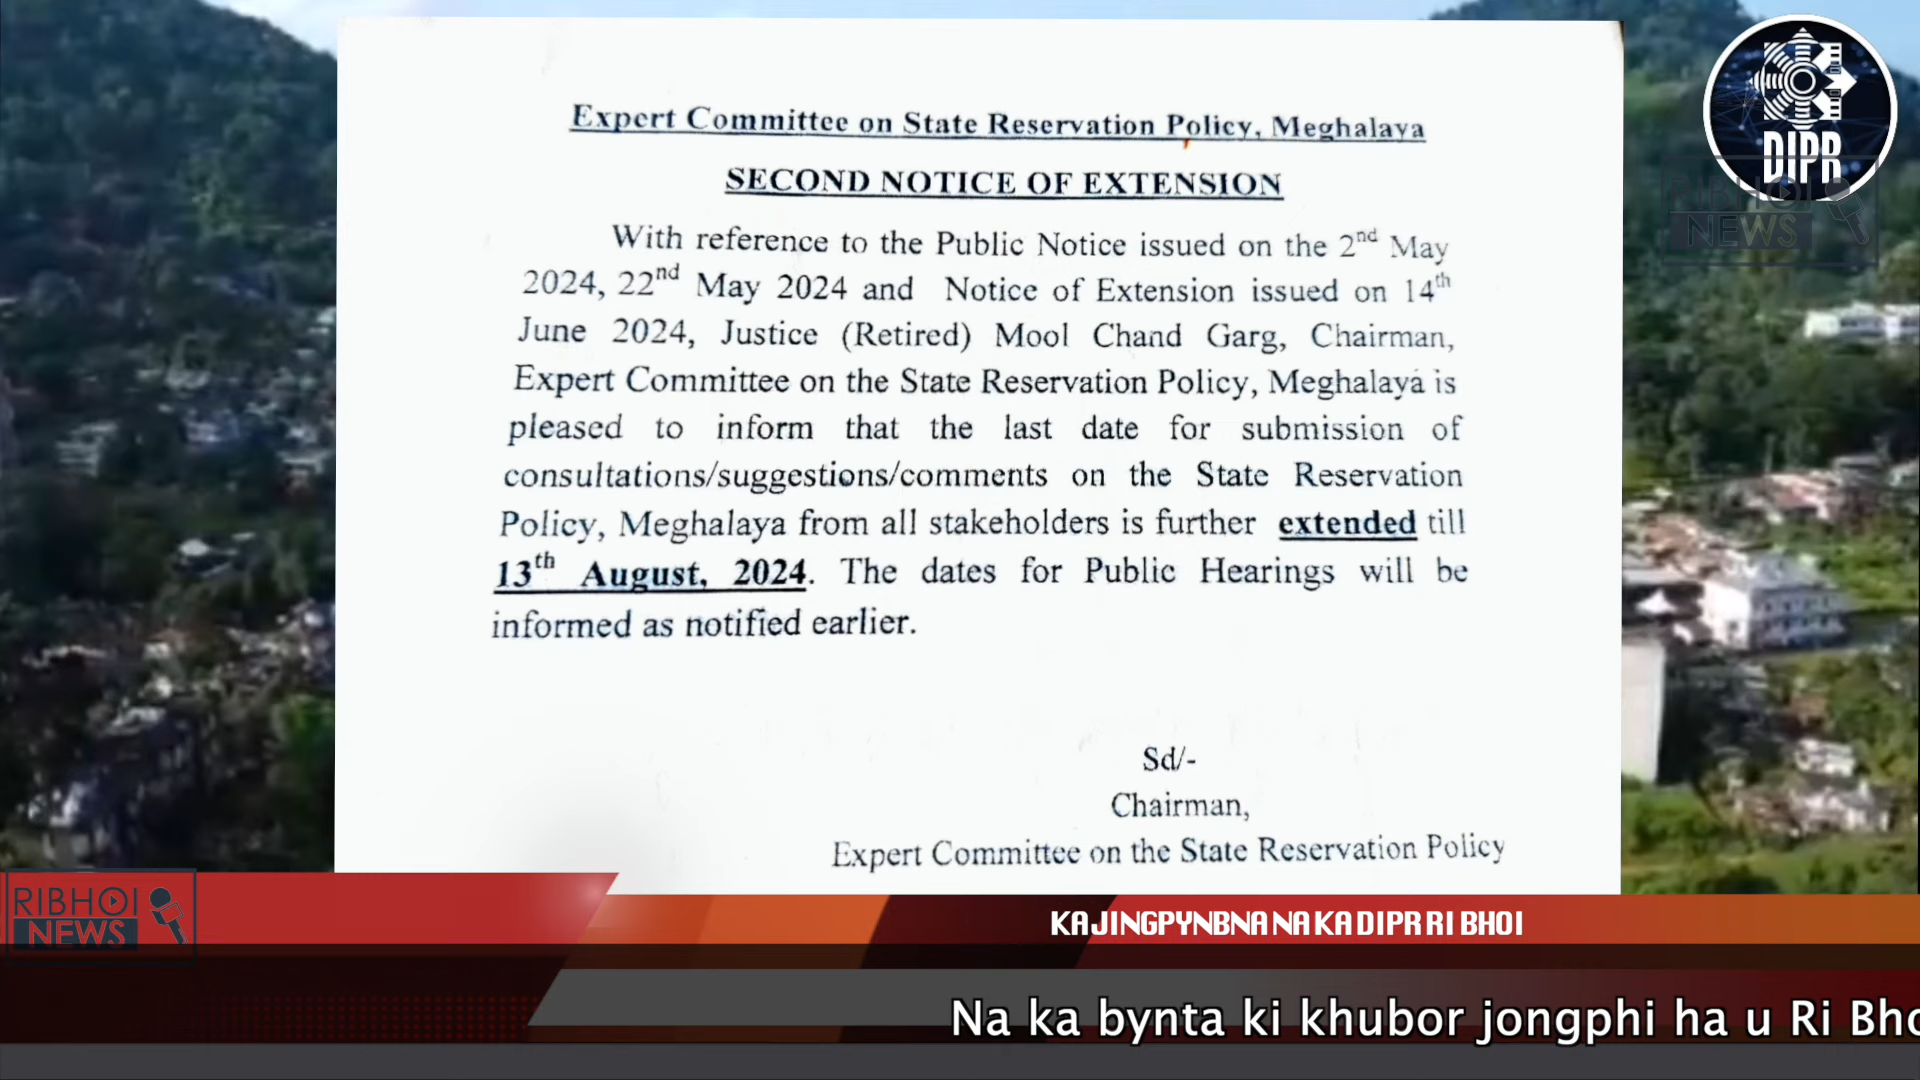 Expert Committee on State Reservation Policy, Meghalaya
SECOND NOTICE OF EXTENSION
With reference to the Public Notice issued on the 2nd May
2024, 22nd May 2024 and Notice of Extension issued on 14th
June 2024, Justice (Retired) Mool Chand Garg, Chairman,
Expert Committee on the State Reservation Policy, Meghalaya is
pleased to inform that the last date for submission of
consultations/suggestions/comments on the State Reservation
Policy, Meghalaya from all stakeholders is further extended till
13th August, 2024. The dates for Public Hearings will be
informed as notified earlier.
Sd/-
Chairman,
Expert Committee on the State Reservation Policy
DIPR
RIBHOI
NEWS
RIBHOI
NEWS
KA JINGPYNBNA NA KA DIPR RI BHOI
Na ka bynta ki khubor jongphi ha u Ri Bho